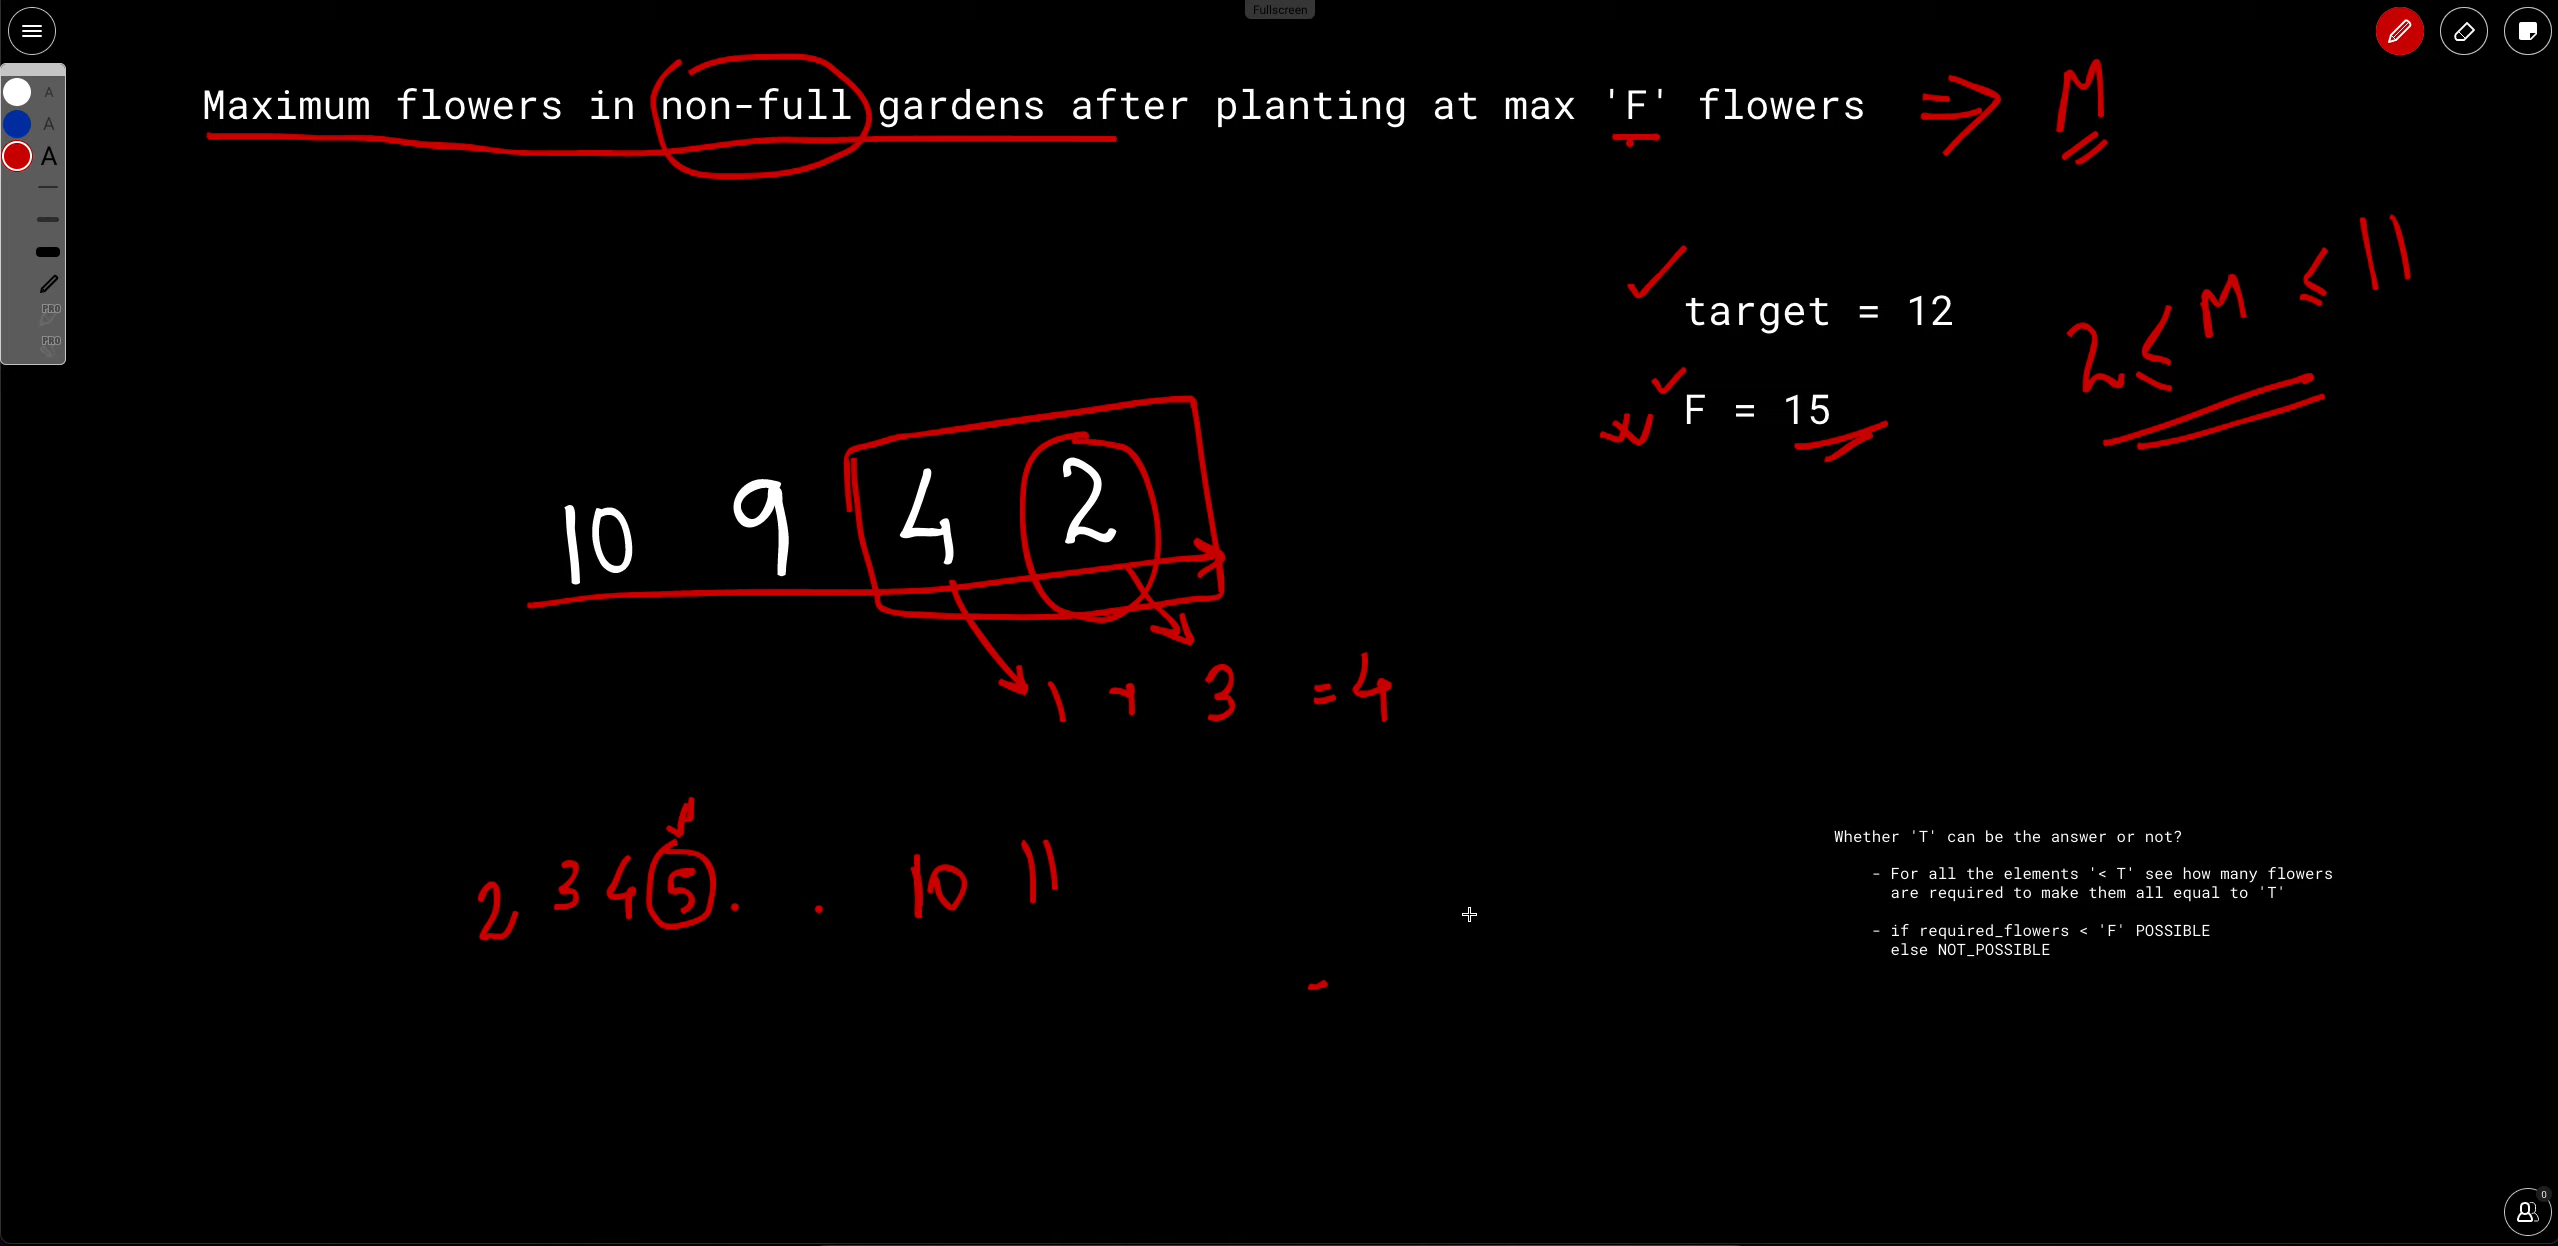 Fullscreen
Maximum flowers in non-full gardens after planting at max 'F' flowers ⇒ M
A
A
A
PRO
PRO
target = 12
2 ≤ M ≤ 11
F = 15
10 9 4 2
1 + 3 = 4
2 3 4 5 . . 10 11
Whether 'T' can be the answer or not?
- For all the elements '< T' see how many flowers
are required to make them all equal to 'T'
- if required_flowers < 'F' POSSIBLE
else NOT_POSSIBLE
0